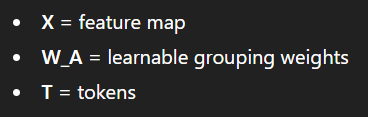 • X = feature map
• W_A = learnable grouping weights
• T = tokens